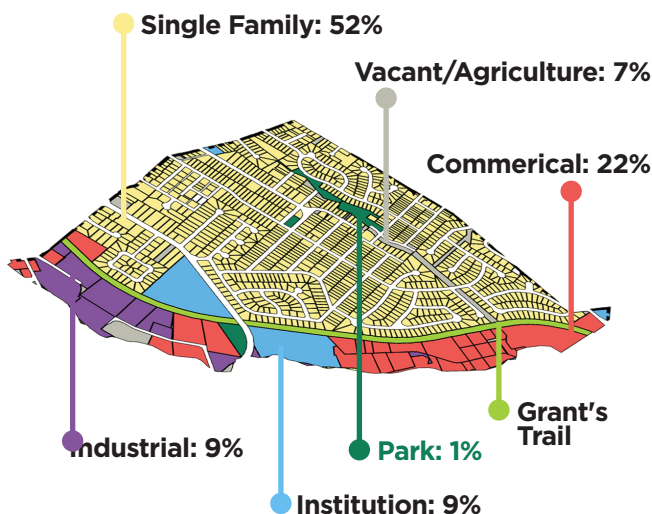 Single Family: 52%
Vacant/Agriculture: 7%
Commerical: 22%
Grant's
Trail
Industrial: 9%
Park: 1%
Institution: 9%